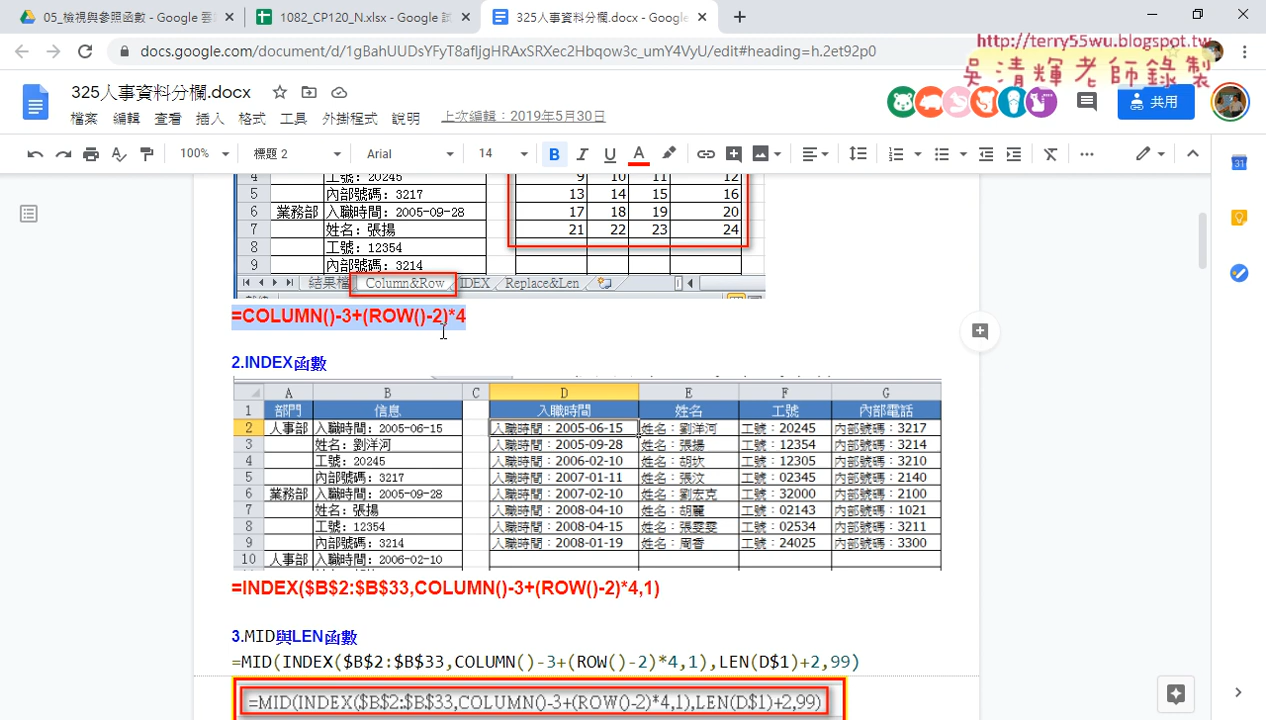 05_檢視與參照函數 - Google 雲
1082_CP120_N.xlsx - Google 試
325人事資料分欄.docx - Google
docs.google.com/document/d/1gBahUUDsYFyT8afIjgHRAxSRXec2Hbqow3c_umY4VyU/edit#heading=h.2et92p0
http://terry55wu.blogspot.tw
吳清輝老師錄製
325人事資料分欄.docx
檔案 編輯 查看 插入 格式 工具 外掛程式 說明 上次編輯：2019年5月30日
共用
100% 標題 2 Arial 14 B I U A
31
4 工號：20245 9 10 11 12
5 內部號碼：3217 13 14 15 16
6 業務部 入職時間：2005-09-28 17 18 19 20
7 姓名：張揚 21 22 23 24
8 工號：12354
9 內部號碼：3214
結果檔 Column&Row IDEX Replace&Len
=COLUMN()-3+(ROW()-2)*4
2.INDEX函數
A B C D E F G
1 部門 信息 入職時間 姓名 工號 內部電話
2 人事部 入職時間：2005-06-15 入職時間：2005-06-15 姓名：劉洋河 工號：20245 內部號碼：3217
3 姓名：劉洋河 入職時間：2005-09-28 姓名：張揚 工號：12354 內部號碼：3214
4 工號：20245 入職時間：2006-02-10 姓名：胡坎 工號：12305 內部號碼：3210
5 內部號碼：3217 入職時間：2007-01-11 姓名：張汶 工號：02345 內部號碼：2140
6 業務部 入職時間：2005-09-28 入職時間：2007-02-10 姓名：劉宏克 工號：32000 內部號碼：2100
7 姓名：張揚 入職時間：2008-04-10 姓名：胡麗 工號：02143 內部號碼：1021
8 工號：12354 入職時間：2008-04-15 姓名：張雯雯 工號：02534 內部號碼：3211
9 內部號碼：3214 入職時間：2008-01-19 姓名：周香 工號：24025 內部號碼：3300
10 人事部 入職時間：2006-02-10
=INDEX($B$2:$B$33,COLUMN()-3+(ROW()-2)*4,1)
3.MID與LEN函數
=MID(INDEX($B$2:$B$33,COLUMN()-3+(ROW()-2)*4,1),LEN(D$1)+2,99)
=MID(INDEX($B$2:$B$33,COLUMN()-3+(ROW()-2)*4,1),LEN(D$1)+2,99)